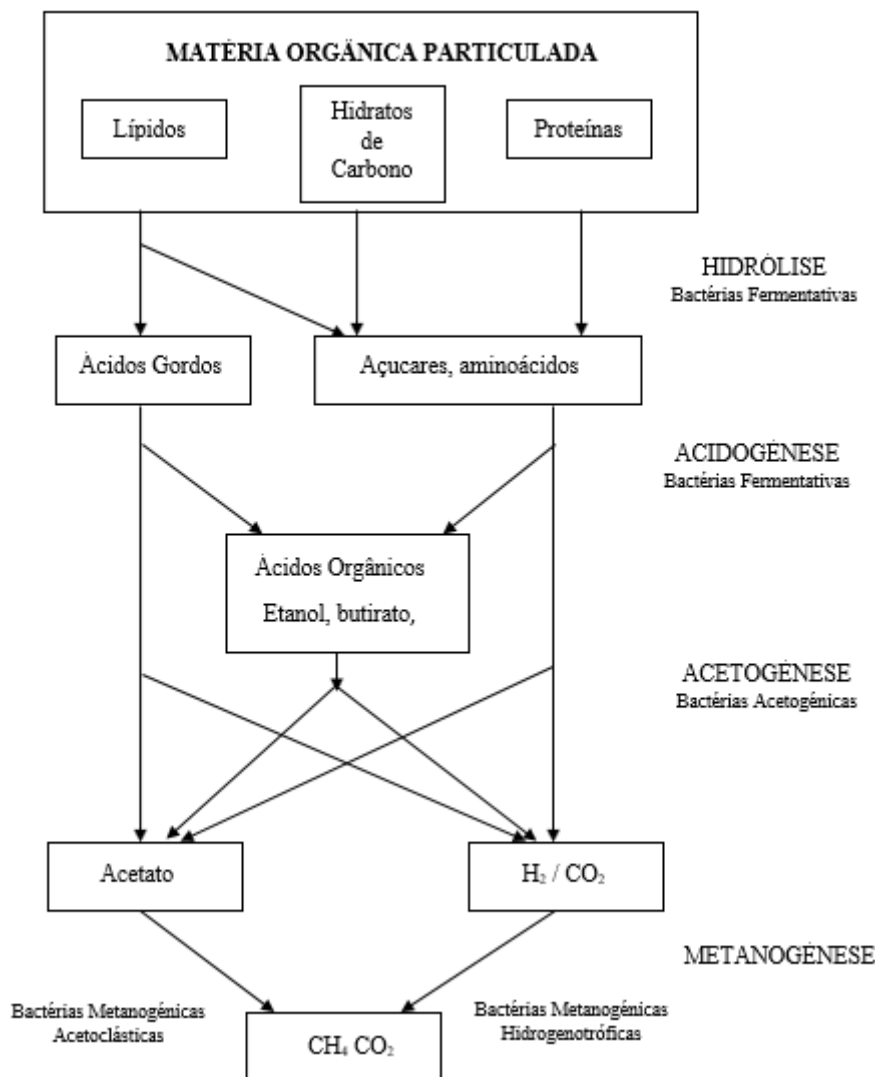 MATÉRIA ORGÂNICA PARTICULADA
Lípidos
Hidratos
de
Carbono
Proteínas
HIDRÓLISE
Bactérias Fermentativas
Ácidos Gordos
Açucares, aminoácidos
ACIDOGÉNESE
Bactérias Fermentativas
Ácidos Orgânicos
Etanol, butirato,
ACETOGÉNESE
Bactérias Acetogénicas
Acetato
H₂ / CO₂
METANOGÉNESE
Bactérias Metanogénicas
Acetoclásticas
Bactérias Metanogénicas
Hidrogenotróficas
CH₄ CO₂